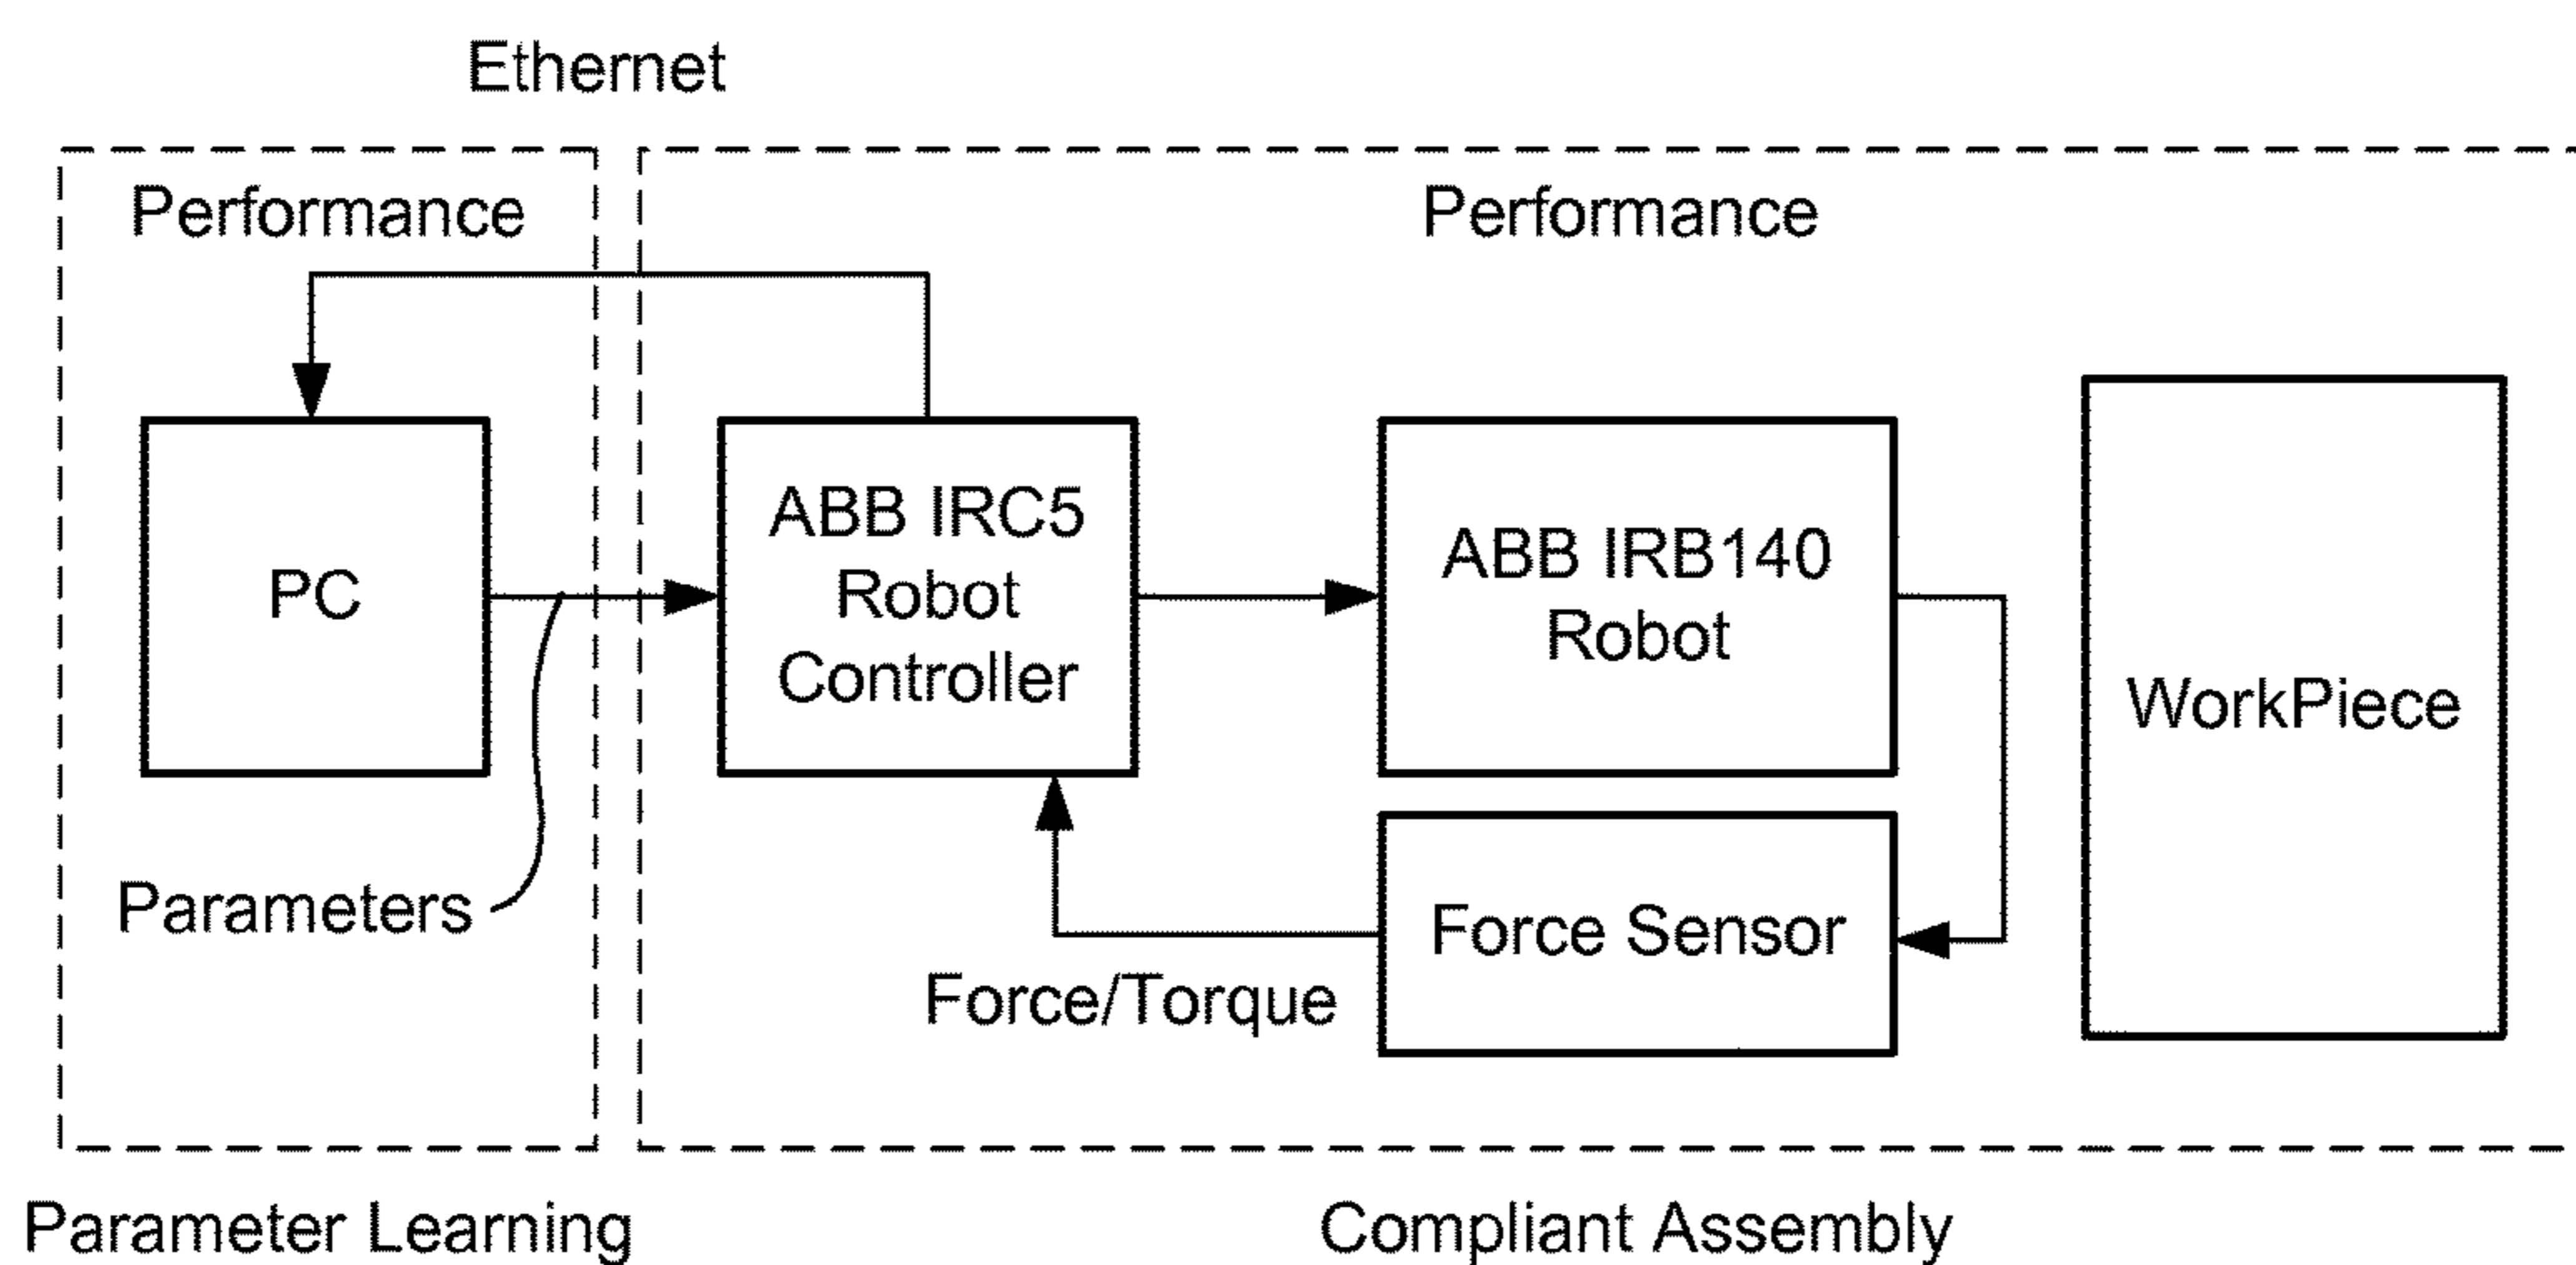 Ethernet
Performance
Performance
PC
ABB IRC5
Robot
Controller
ABB IRB140
Robot
WorkPiece
Parameters
Force Sensor
Force/Torque
Parameter Learning
Compliant Assembly